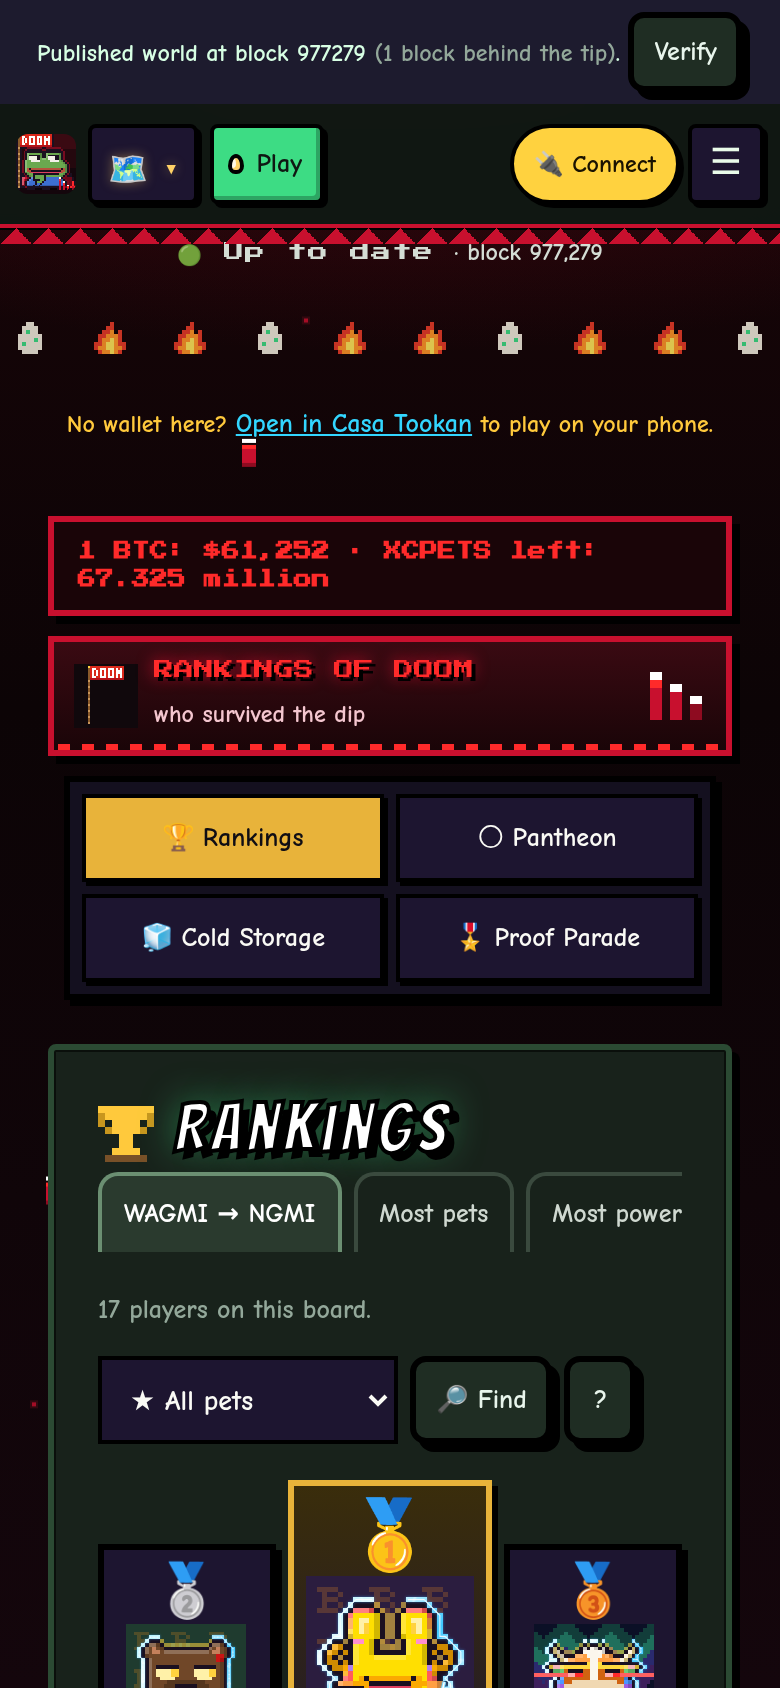 Published world at block 977279 (1 block behind the tip).
Verify
DOOM
Play
Connect
Up to date · block 977,279
No wallet here? Open in Casa Tookan to play on your phone.
1 BTC: $61,252 · XCPETS left:
67.325 million
DOOM
RANKINGS OF DOOM
who survived the dip
Rankings
Pantheon
Cold Storage
Proof Parade
RANKINGS
WAGMI → NGMI
Most pets
Most power
17 players on this board.
★ All pets
Find
?
2
1
3